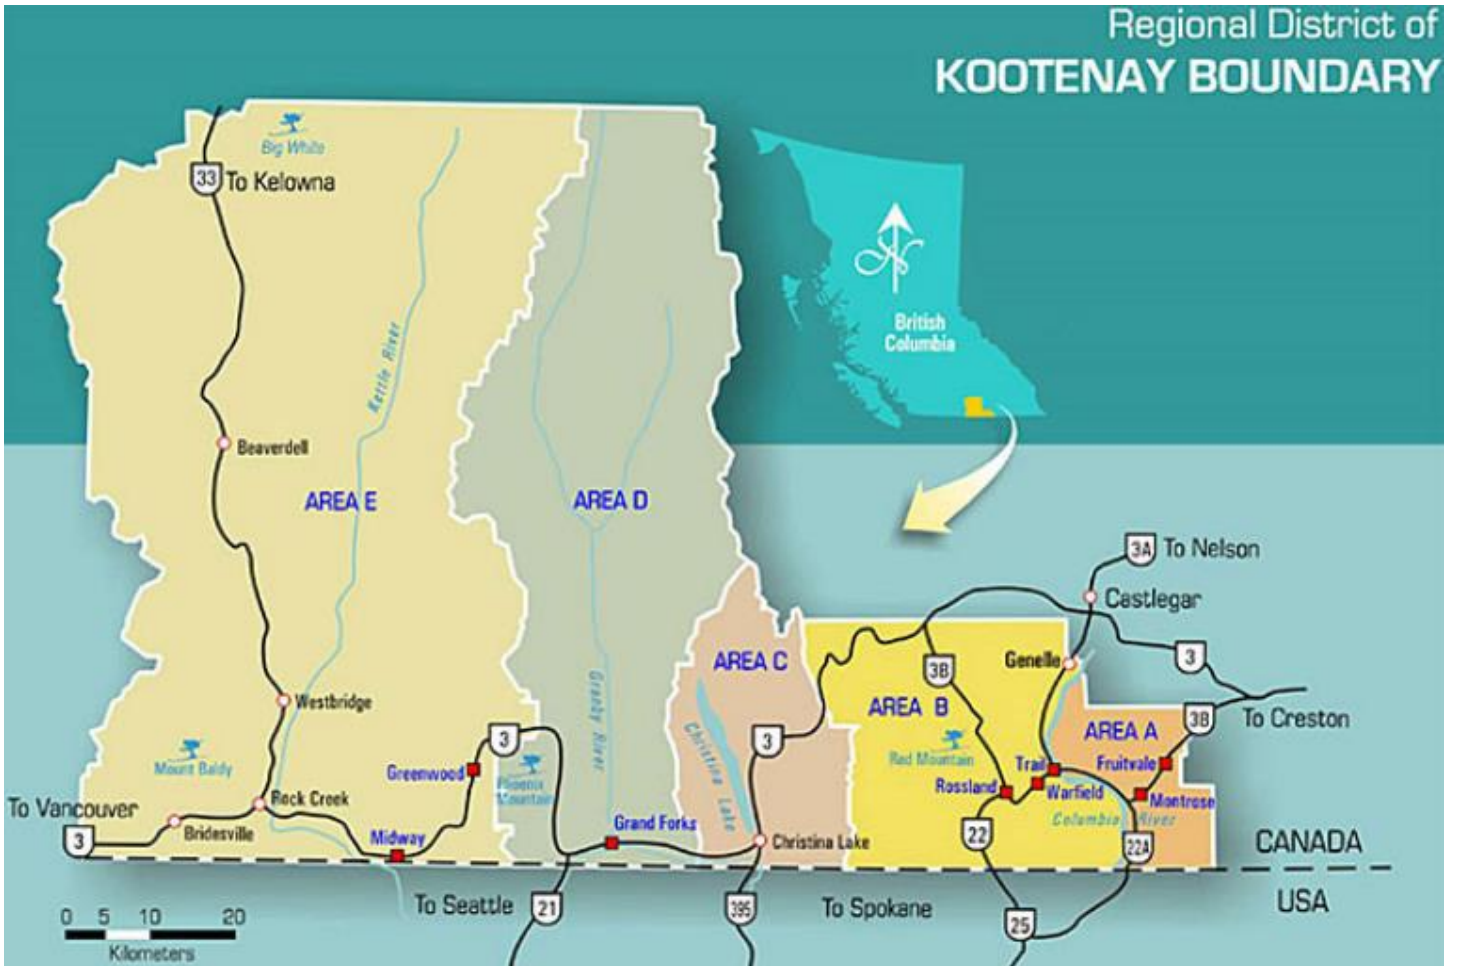 Regional District of
KOOTENAY BOUNDARY
Big White
33 To Kelowna
British
Columbia
Kettle River
Beaverdell
AREA E
AREA D
3A To Nelson
Castlegar
AREA C
Genelle
3
3B
Westbridge
AREA B
Granby River
3B
To Creston
AREA A
Christina Lake
3
3
Red Mountain
Mount Baldy
Greenwood
Phoenix
Mountain
Trail
Fruitvale
Rossland
Warfield
Montrose
Rock Creek
To Vancouver
3
Bridesville
Midway
Grand Forks
Columbia River
Christina Lake
22
22A
CANADA
USA
To Seattle
21
395
To Spokane
25
0 5 10 20
Kilometers